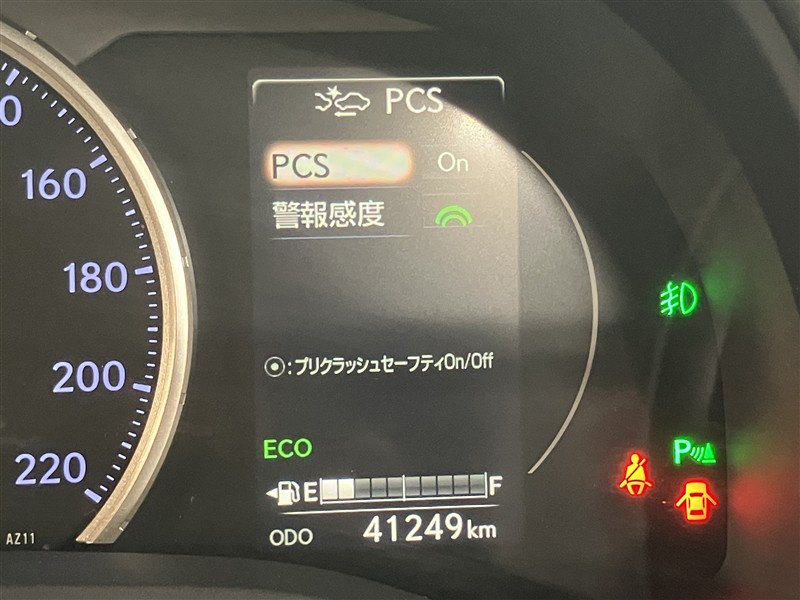 PCS
160
PCS On
警報感度
180
:プリクラッシュセーフティOn/Off
200
ECO
P
220
E F
AZ11
ODO 41249km